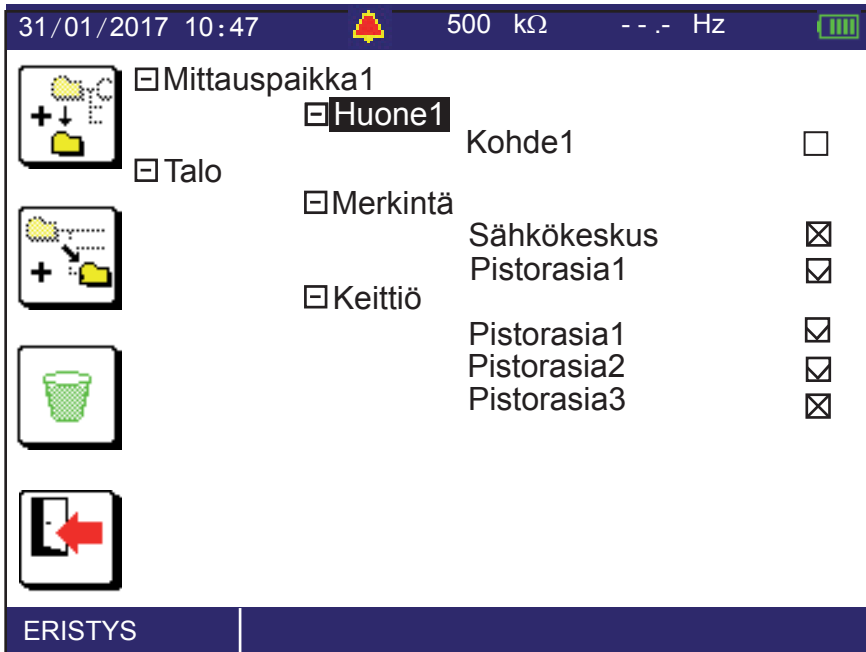 31/01/2017 10:47 500 kΩ - - .- Hz
Mittauspaikka1
Huone1
Kohde1
Talo
Merkintä
Sähkökeskus
Pistorasia1
Keittiö
Pistorasia1
Pistorasia2
Pistorasia3
ERISTYS